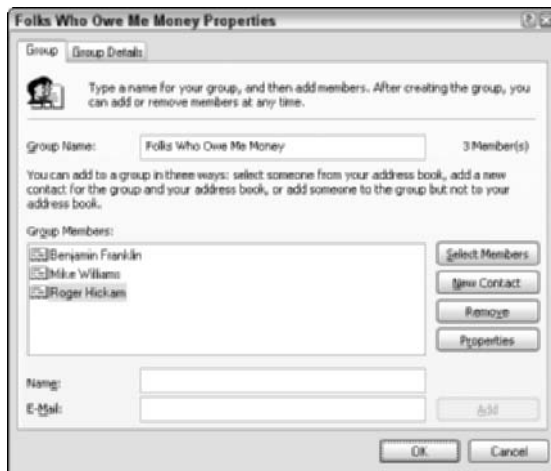 Folks Who Owe Me Money Properties
Group
Group Details
Type a name for your group, and then add members. After creating the group, you
can add or remove members at any time.
Group Name:
Folks Who Owe Me Money
3 Member(s)
You can add to a group in three ways: select someone from your address book, add a new
contact for the group and your address book, or add someone to the group but not to your
address book.
Group Members:
Benjamin Franklin
Mike Williams
Roger Hickam
Select Members
New Contact
Remove
Properties
Name:
E-Mail:
Add
OK
Cancel